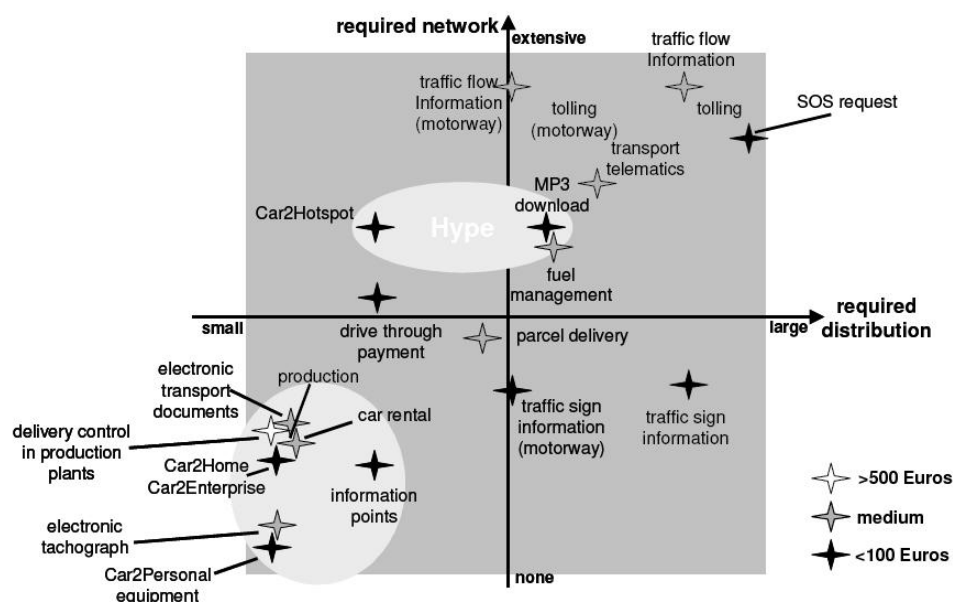 required network
extensive
traffic flow
Information
traffic flow
Information
(motorway)
tolling
(motorway)
tolling
SOS request
transport
telematics
MP3
download
Car2Hotspot
Hype
fuel
management
small
large
required
distribution
drive through
payment
parcel delivery
electronic
transport
documents
production
car rental
traffic sign
information
(motorway)
traffic sign
information
delivery control
in production
plants
Car2Home
Car2Enterprise
information
points
>500 Euros
medium
<100 Euros
electronic
tachograph
Car2Personal
equipment
none